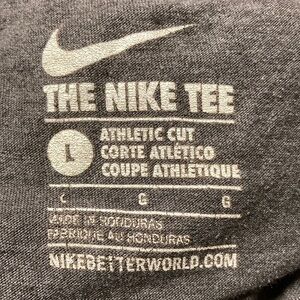 THE NIKE TEE
L
ATHLETIC CUT
CORTE ATLÉTICO
COUPE ATHLÉTIQUE
G G
MADE IN HONDURAS
FABRIQUÉ AU HONDURAS
NIKEBETTERWORLD.COM